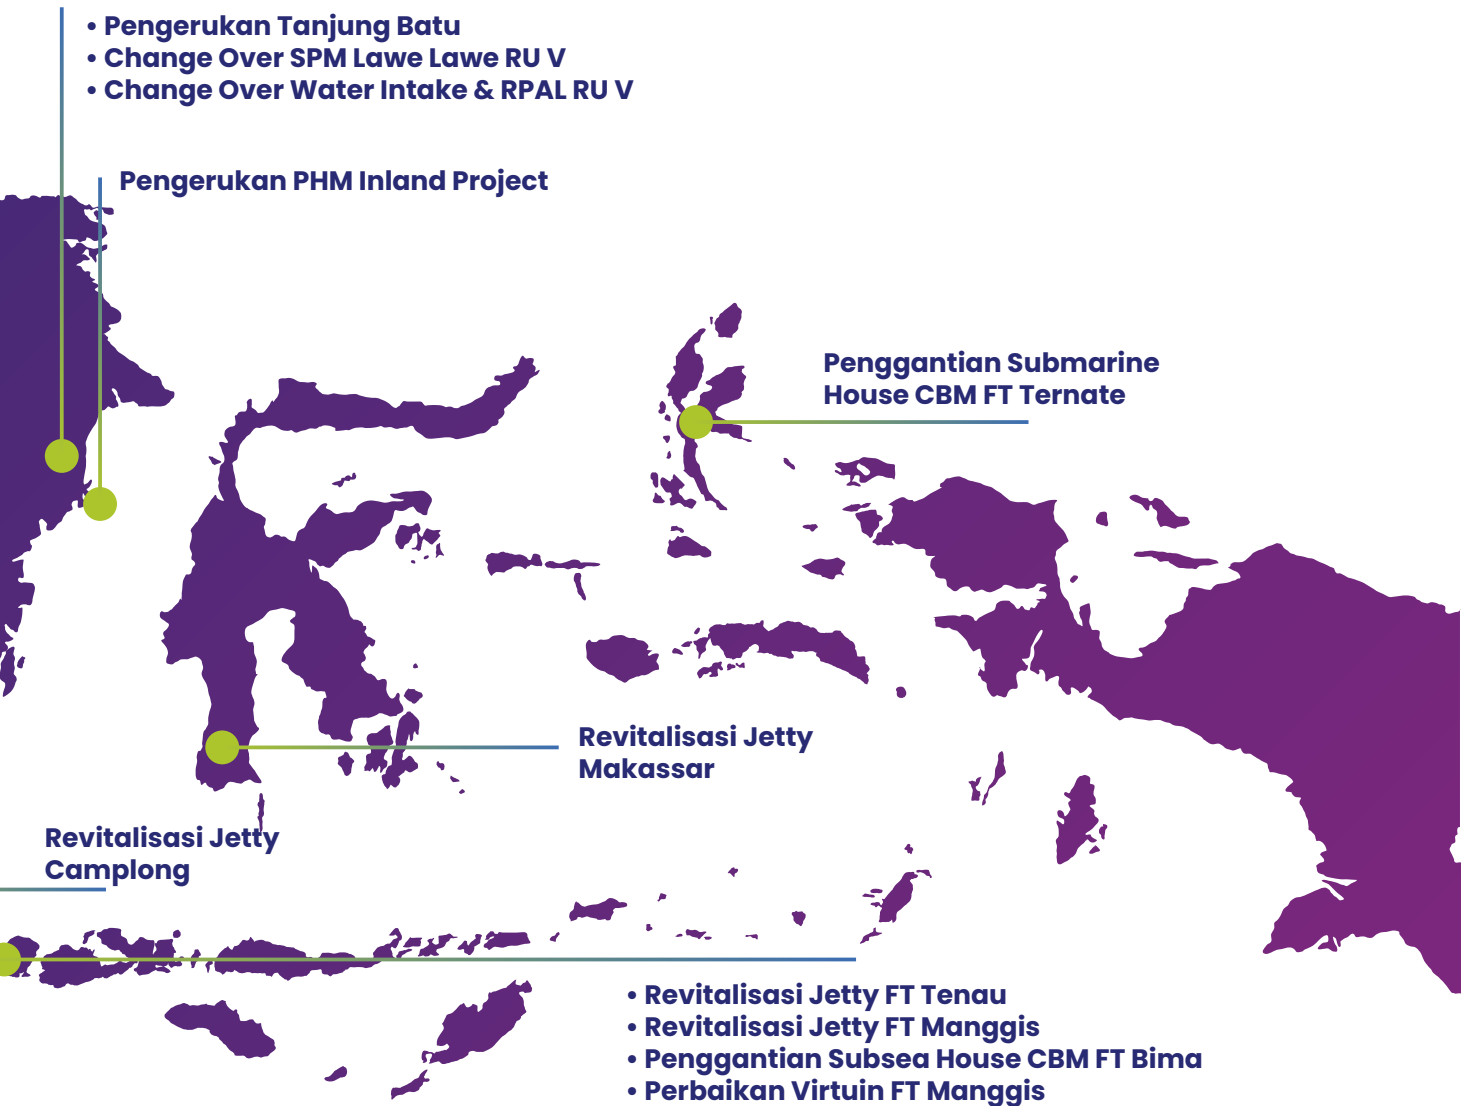 • Pengerukan Tanjung Batu
• Change Over SPM Lawe Lawe RU V
• Change Over Water Intake & RPAL RU V
Pengerukan PHM Inland Project
Penggantian Submarine
House CBM FT Ternate
Revitalisasi Jetty
Makassar
Revitalisasi Jetty
Camplong
• Revitalisasi Jetty FT Tenau
• Revitalisasi Jetty FT Manggis
• Penggantian Subsea House CBM FT Bima
• Perbaikan Virtuin FT Manggis